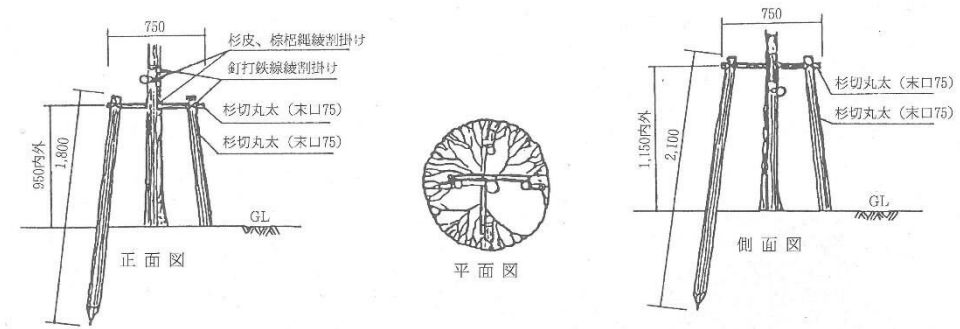 750
杉皮、棕梠縄綾割掛け
釘打鉄線綾割掛け
杉切丸太（末口75）
杉切丸太（末口75）
950内外
1,800
GL
正面図
平面図
750
杉切丸太（末口75）
杉切丸太（末口75）
1,150内外
2,100
GL
側面図